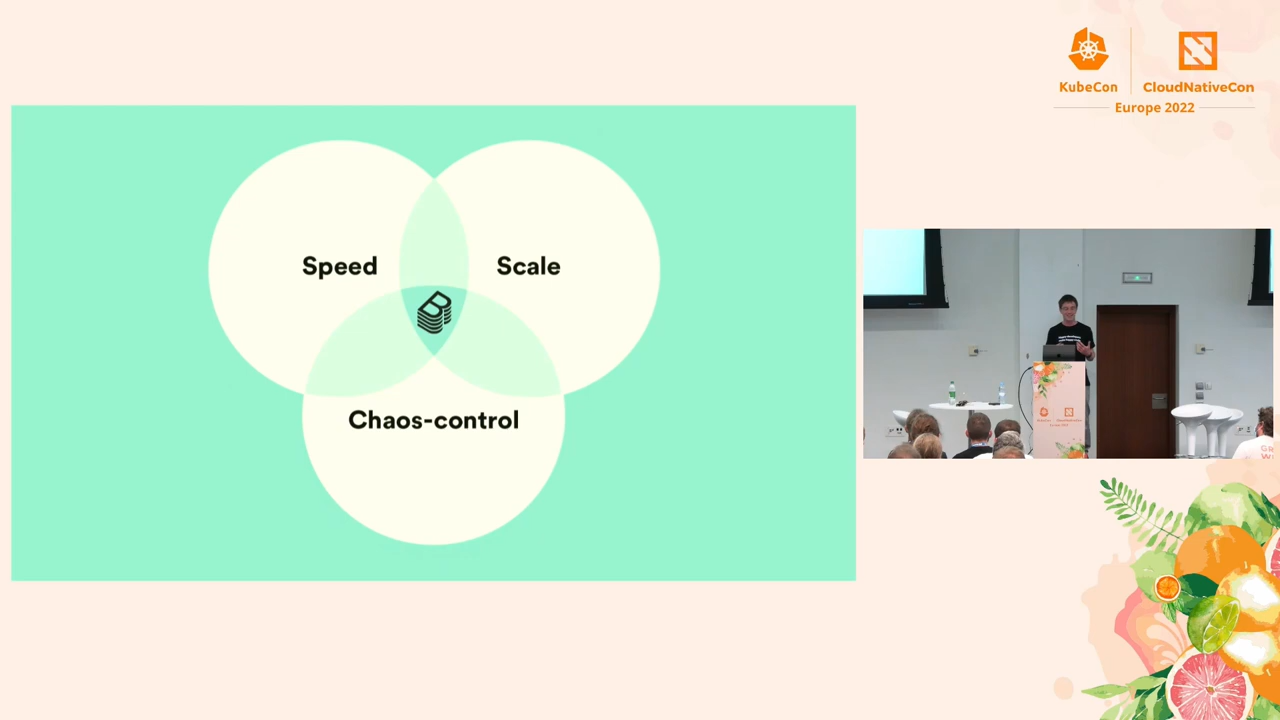 KubeCon
CloudNativeCon
Europe 2022
Speed
Scale
Chaos-control